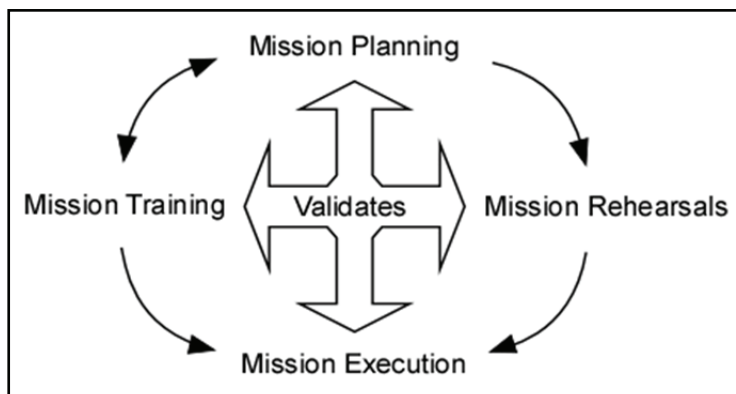 Mission Planning
Mission Training
Validates
Mission Rehearsals
Mission Execution